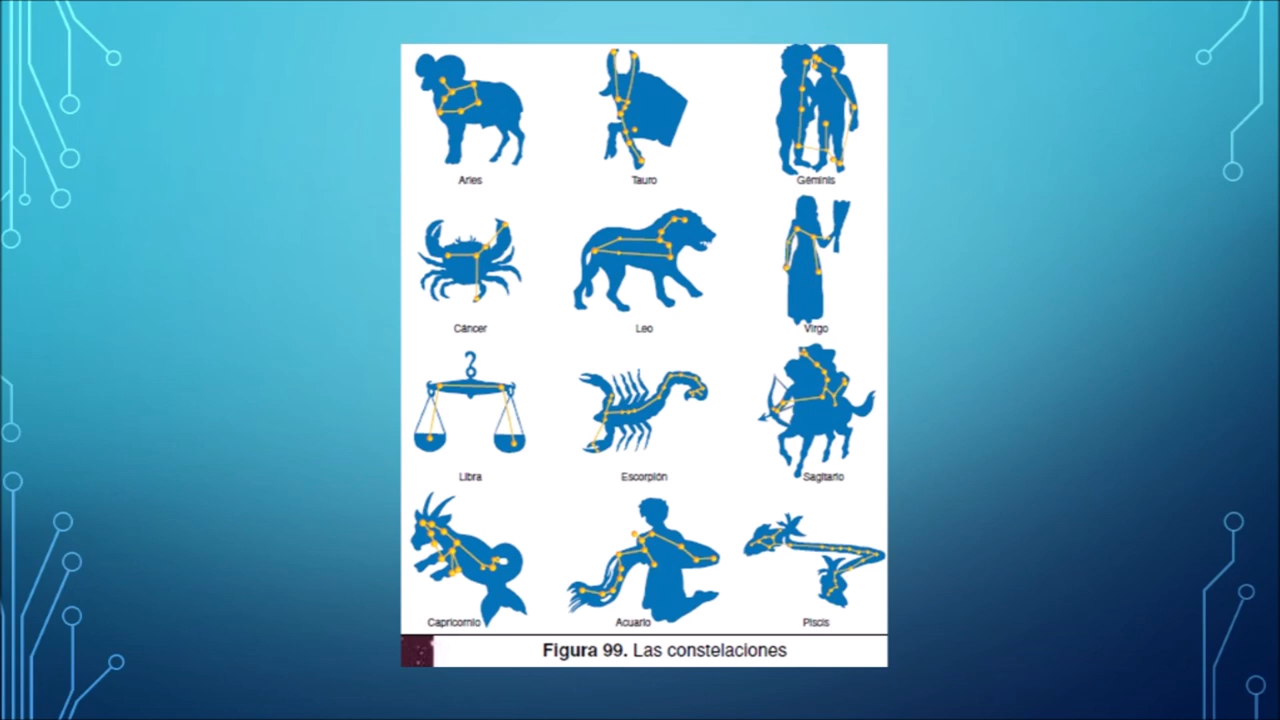 Aries Tauro Géminis
Cáncer Leo Virgo
Libra Escorpión Sagitario
Capricornio Acuario Piscis
Figura 99. Las constelaciones